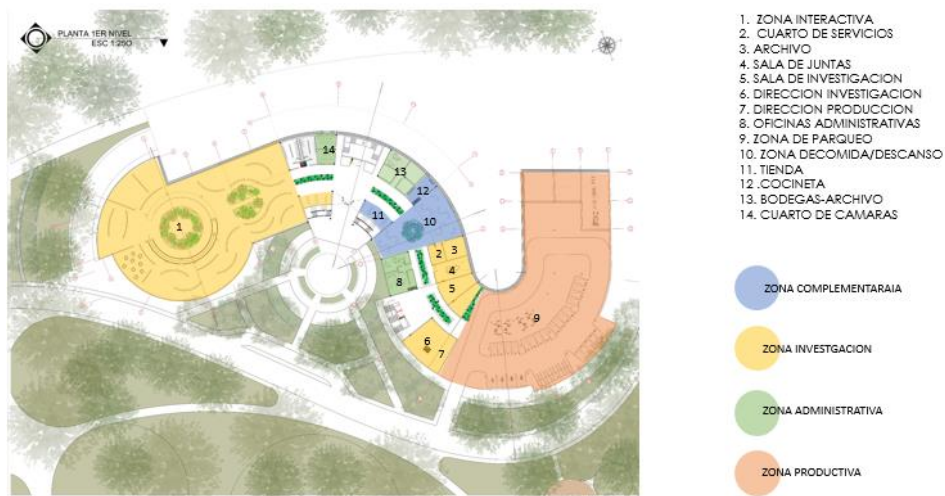 PLANTA 1ER NIVEL
ESC 1:250
1. ZONA INTERACTIVA
2. CUARTO DE SERVICIOS
3. ARCHIVO
4. SALA DE JUNTAS
5. SALA DE INVESTIGACION
6. DIRECCION INVESTIGACION
7. DIRECCION PRODUCCION
8. OFICINAS ADMINISTRATIVAS
9. ZONA DE PARQUEO
10. ZONA DECOMIDA/DESCANSO
11. TIENDA
12 .COCINETA
13. BODEGAS-ARCHIVO
14. CUARTO DE CAMARAS
14
13
12
11
10
1
2
3
4
5
8
6
7
9
ZONA COMPLEMENTARAIA
ZONA INVESTGACION
ZONA ADMINISTRATIVA
ZONA PRODUCTIVA